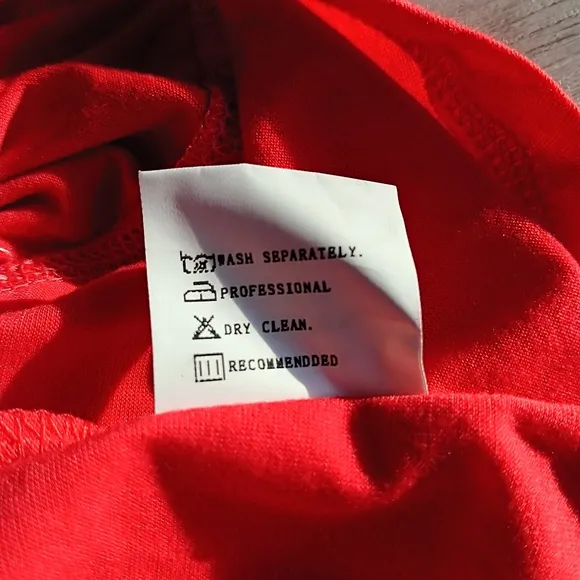 WASH SEPARATELY.
PROFESSIONAL
DRY CLEAN.
RECOMMENDDED